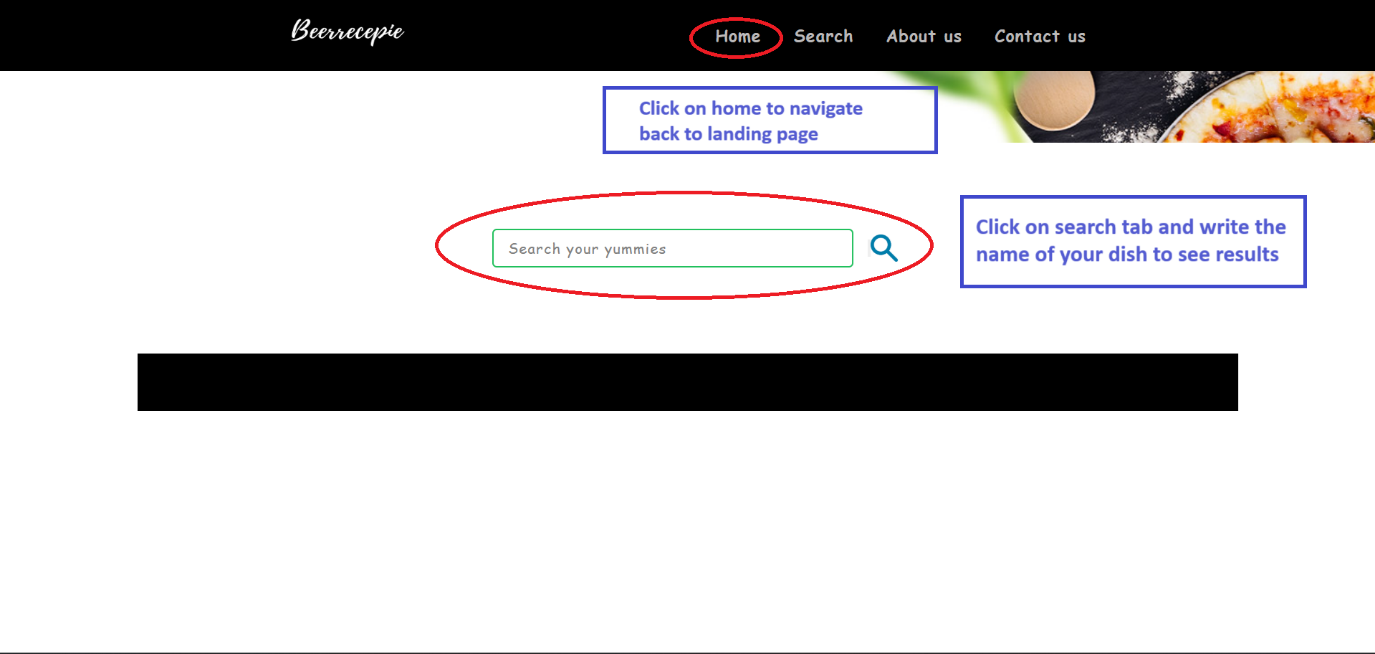 Beerrecepie
Home Search About us Contact us
Click on home to navigate
back to landing page
Search your yummies
Click on search tab and write the
name of your dish to see results